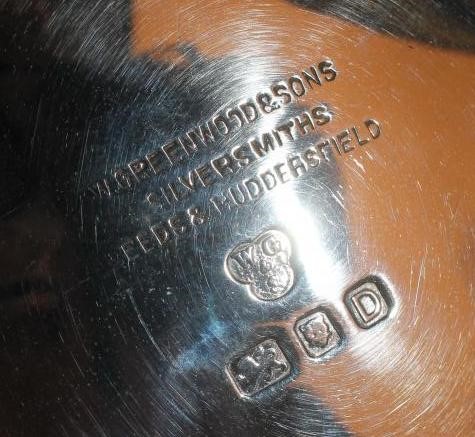 W.GREENWOOD&SONS
SILVERSMITHS
LEEDS & HUDDERSFIELD
WG
D